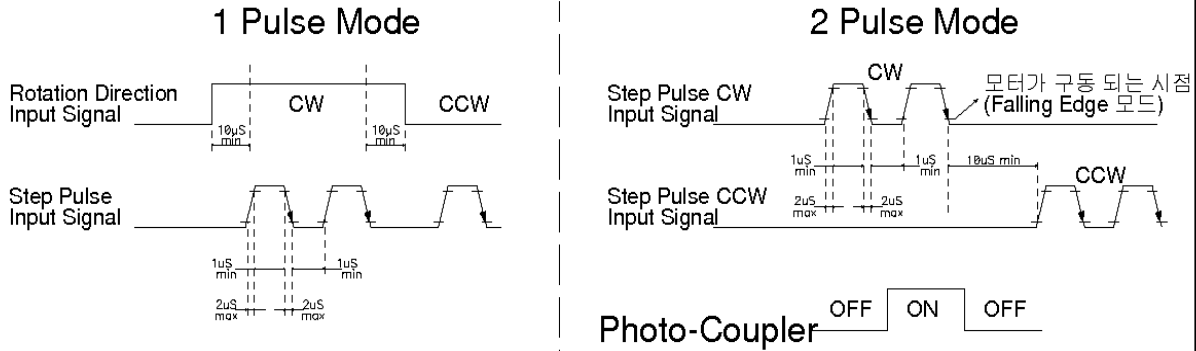 1 Pulse Mode
Rotation Direction
Input Signal
CW
CCW
10µS
min
10µS
min
Step Pulse
Input Signal
1uS
min
1uS
min
2uS
max
2uS
max
2 Pulse Mode
Step Pulse CW
Input Signal
CW
모터가 구동 되는 시점
(Falling Edge 모드)
1uS
min
1uS
min
10uS min
Step Pulse CCW
Input Signal
CCW
2uS
max
2uS
max
Photo-Coupler
OFF
ON
OFF